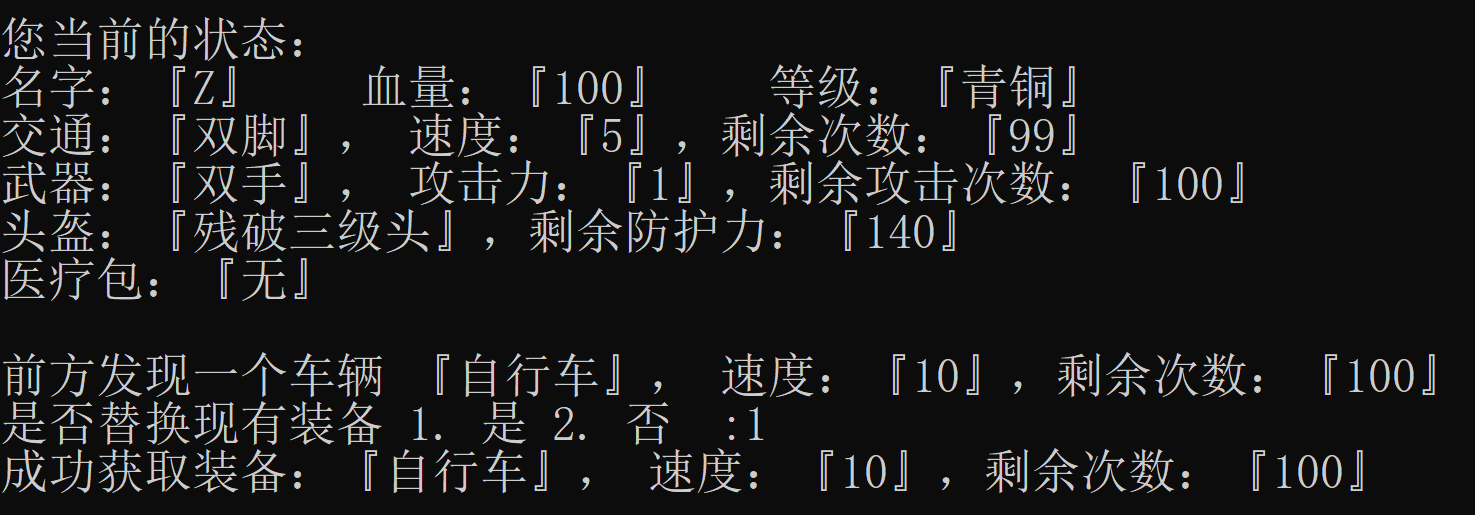 您当前的状态：
名字：『Z』 血量：『100』 等级：『青铜』
交通：『双脚』， 速度：『5』，剩余次数：『99』
武器：『双手』， 攻击力：『1』，剩余攻击次数：『100』
头盔：『残破三级头』，剩余防护力：『140』
医疗包：『无』
前方发现一个车辆 『自行车』， 速度：『10』，剩余次数：『100』
是否替换现有装备 1. 是 2. 否 :1
成功获取装备：『自行车』， 速度：『10』，剩余次数：『100』